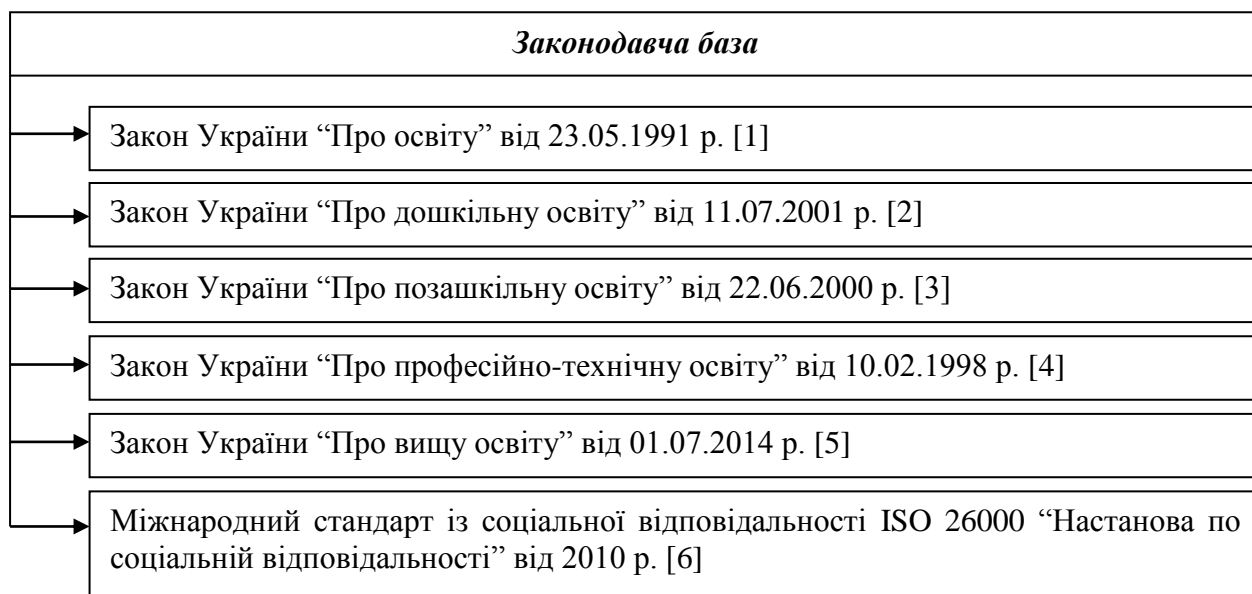 Законодавча база
Закон України “Про освіту” від 23.05.1991 р. [1]
Закон України “Про дошкільну освіту” від 11.07.2001 р. [2]
Закон України “Про позашкільну освіту” від 22.06.2000 р. [3]
Закон України “Про професійно-технічну освіту” від 10.02.1998 р. [4]
Закон України “Про вищу освіту” від 01.07.2014 р. [5]
Міжнародний стандарт із соціальної відповідальності ISO 26000 “Настанова по
соціальній відповідальності” від 2010 р. [6]